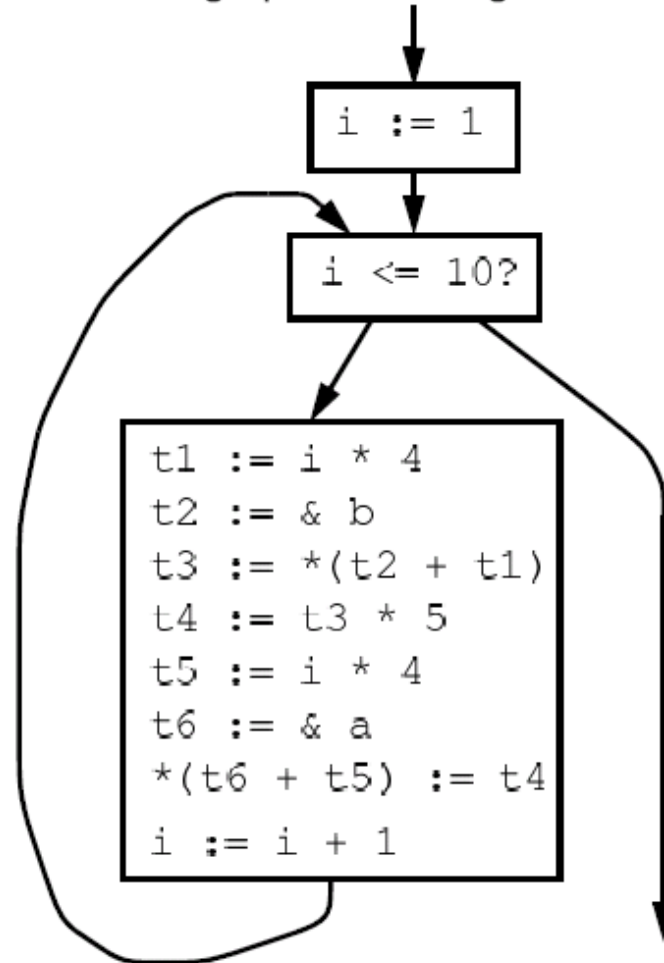 i := 1
i <= 10?
t1 := i * 4
t2 := & b
t3 := *(t2 + t1)
t4 := t3 * 5
t5 := i * 4
t6 := & a
*(t6 + t5) := t4
i := i + 1